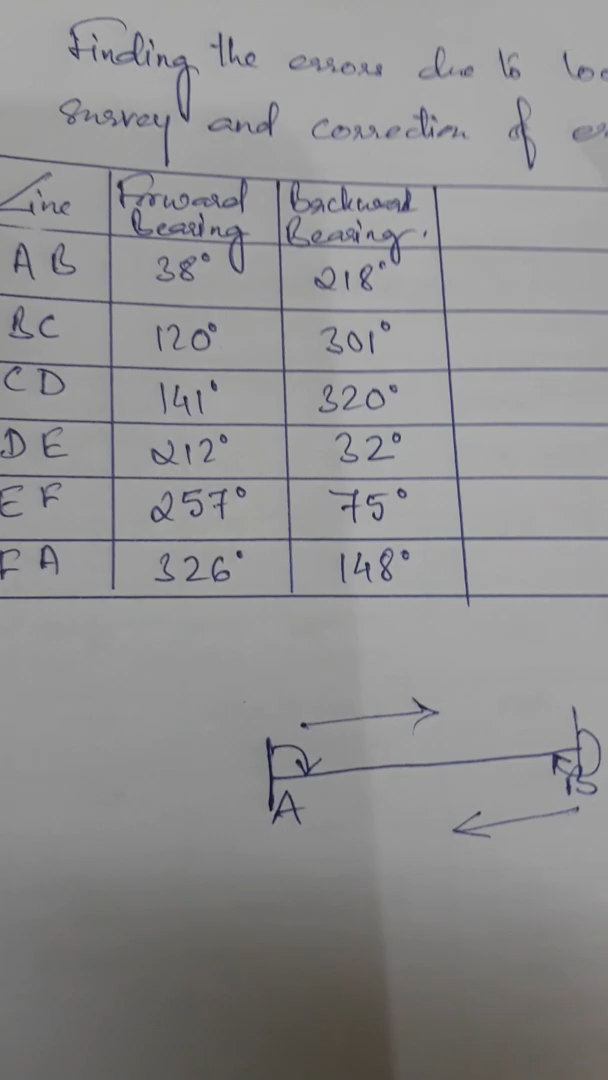 Finding the errors due to
survey and correction of
Line Forward Bearing Backward Bearing.
AB 38° 218°
BC 120° 301°
CD 141° 320°
DE 212° 32°
EF 257° 75°
FA 326° 148°
A B